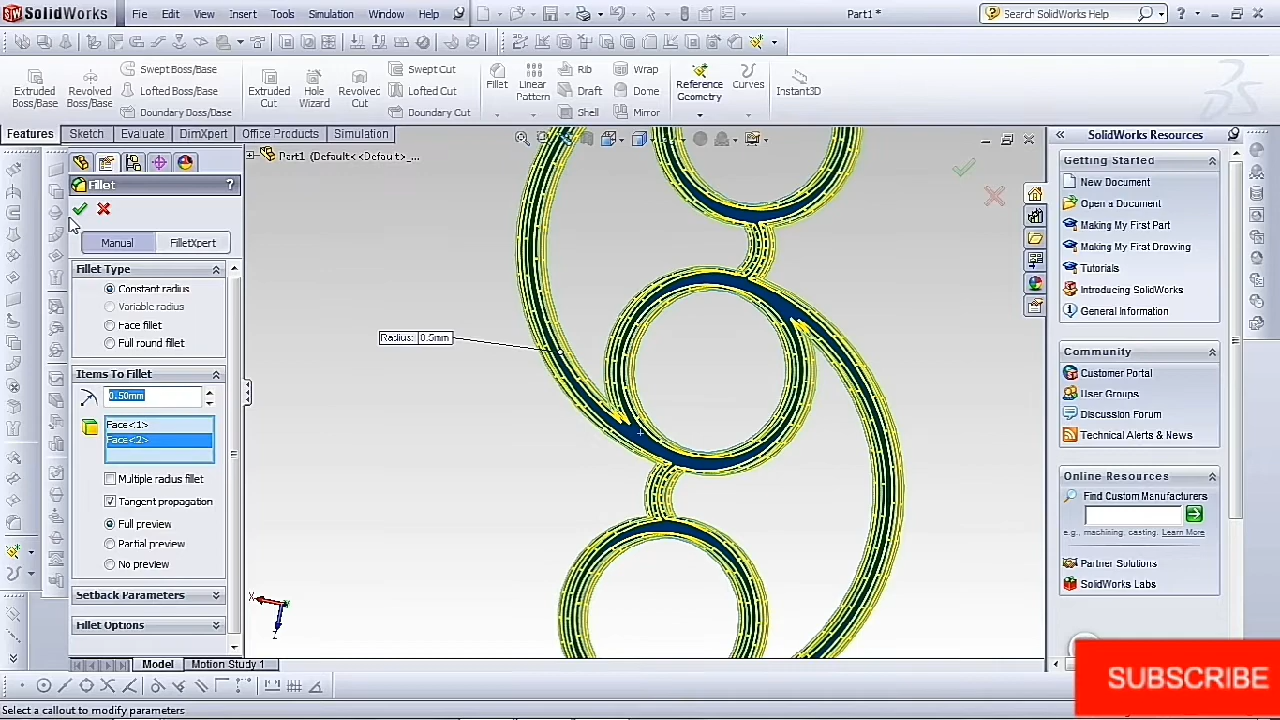 SolidWorks
File Edit View Insert Tools Simulation Window Help
Part1 *
Search SolidWorks Help
Extruded Boss/Base
Revolved Boss/Base
Swept Boss/Base
Lofted Boss/Base
Boundary Boss/Base
Extruded Cut
Hole Wizard
Revolved Cut
Swept Cut
Lofted Cut
Boundary Cut
Fillet
Linear Pattern
Rib
Draft
Shell
Wrap
Dome
Mirror
Reference Geometry
Curves
Instant3D
Features Sketch Evaluate DimXpert Office Products Simulation
Part1 (Default<<Default>_...
Fillet ?
Manual FilletXpert
Fillet Type
Constant radius
Variable radius
Face fillet
Full round fillet
Items To Fillet
0.50mm
Face<1>
Face<2>
Multiple radius fillet
Tangent propagation
Full preview
Partial preview
No preview
Setback Parameters
Fillet Options
Radius: 0.5mm
X
Z
SolidWorks Resources
Getting Started
New Document
Open a Document
Making My First Part
Making My First Drawing
Tutorials
Introducing SolidWorks
General Information
Community
Customer Portal
User Groups
Discussion Forum
Technical Alerts & News
Online Resources
Find Custom Manufacturers
e.g., machining, casting. Learn More
Partner Solutions
SolidWorks Labs
Model Motion Study 1
Select a callout to modify parameters
SUBSCRIBE